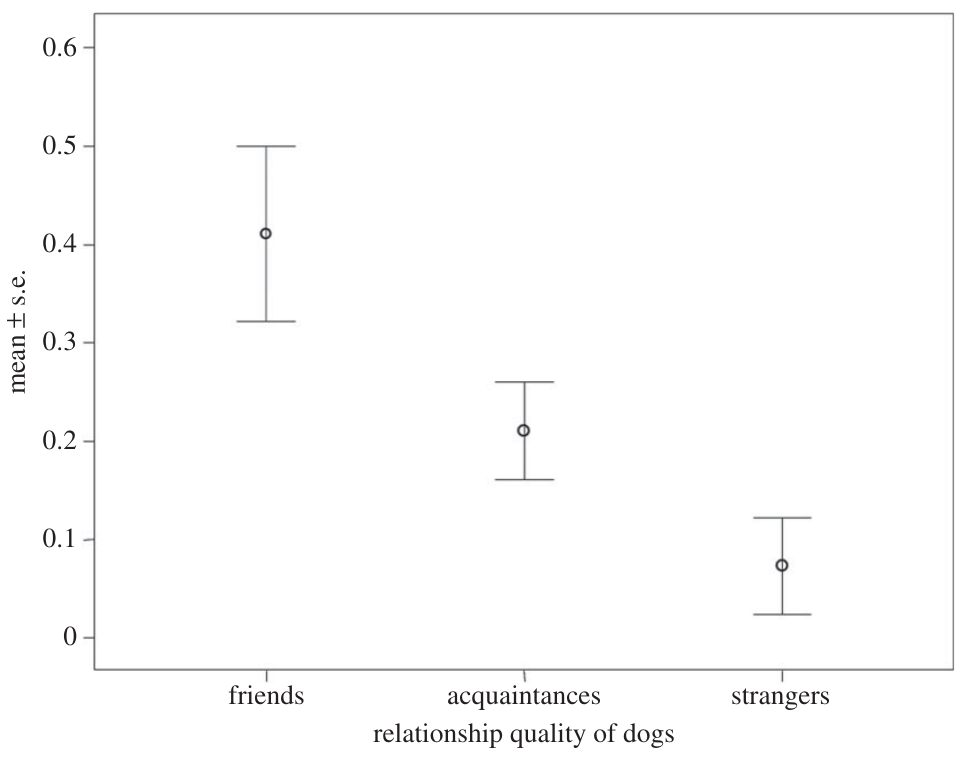 0.6
0.5
0.4
0.3
0.2
0.1
0
mean ± s.e.
friends
acquaintances
strangers
relationship quality of dogs